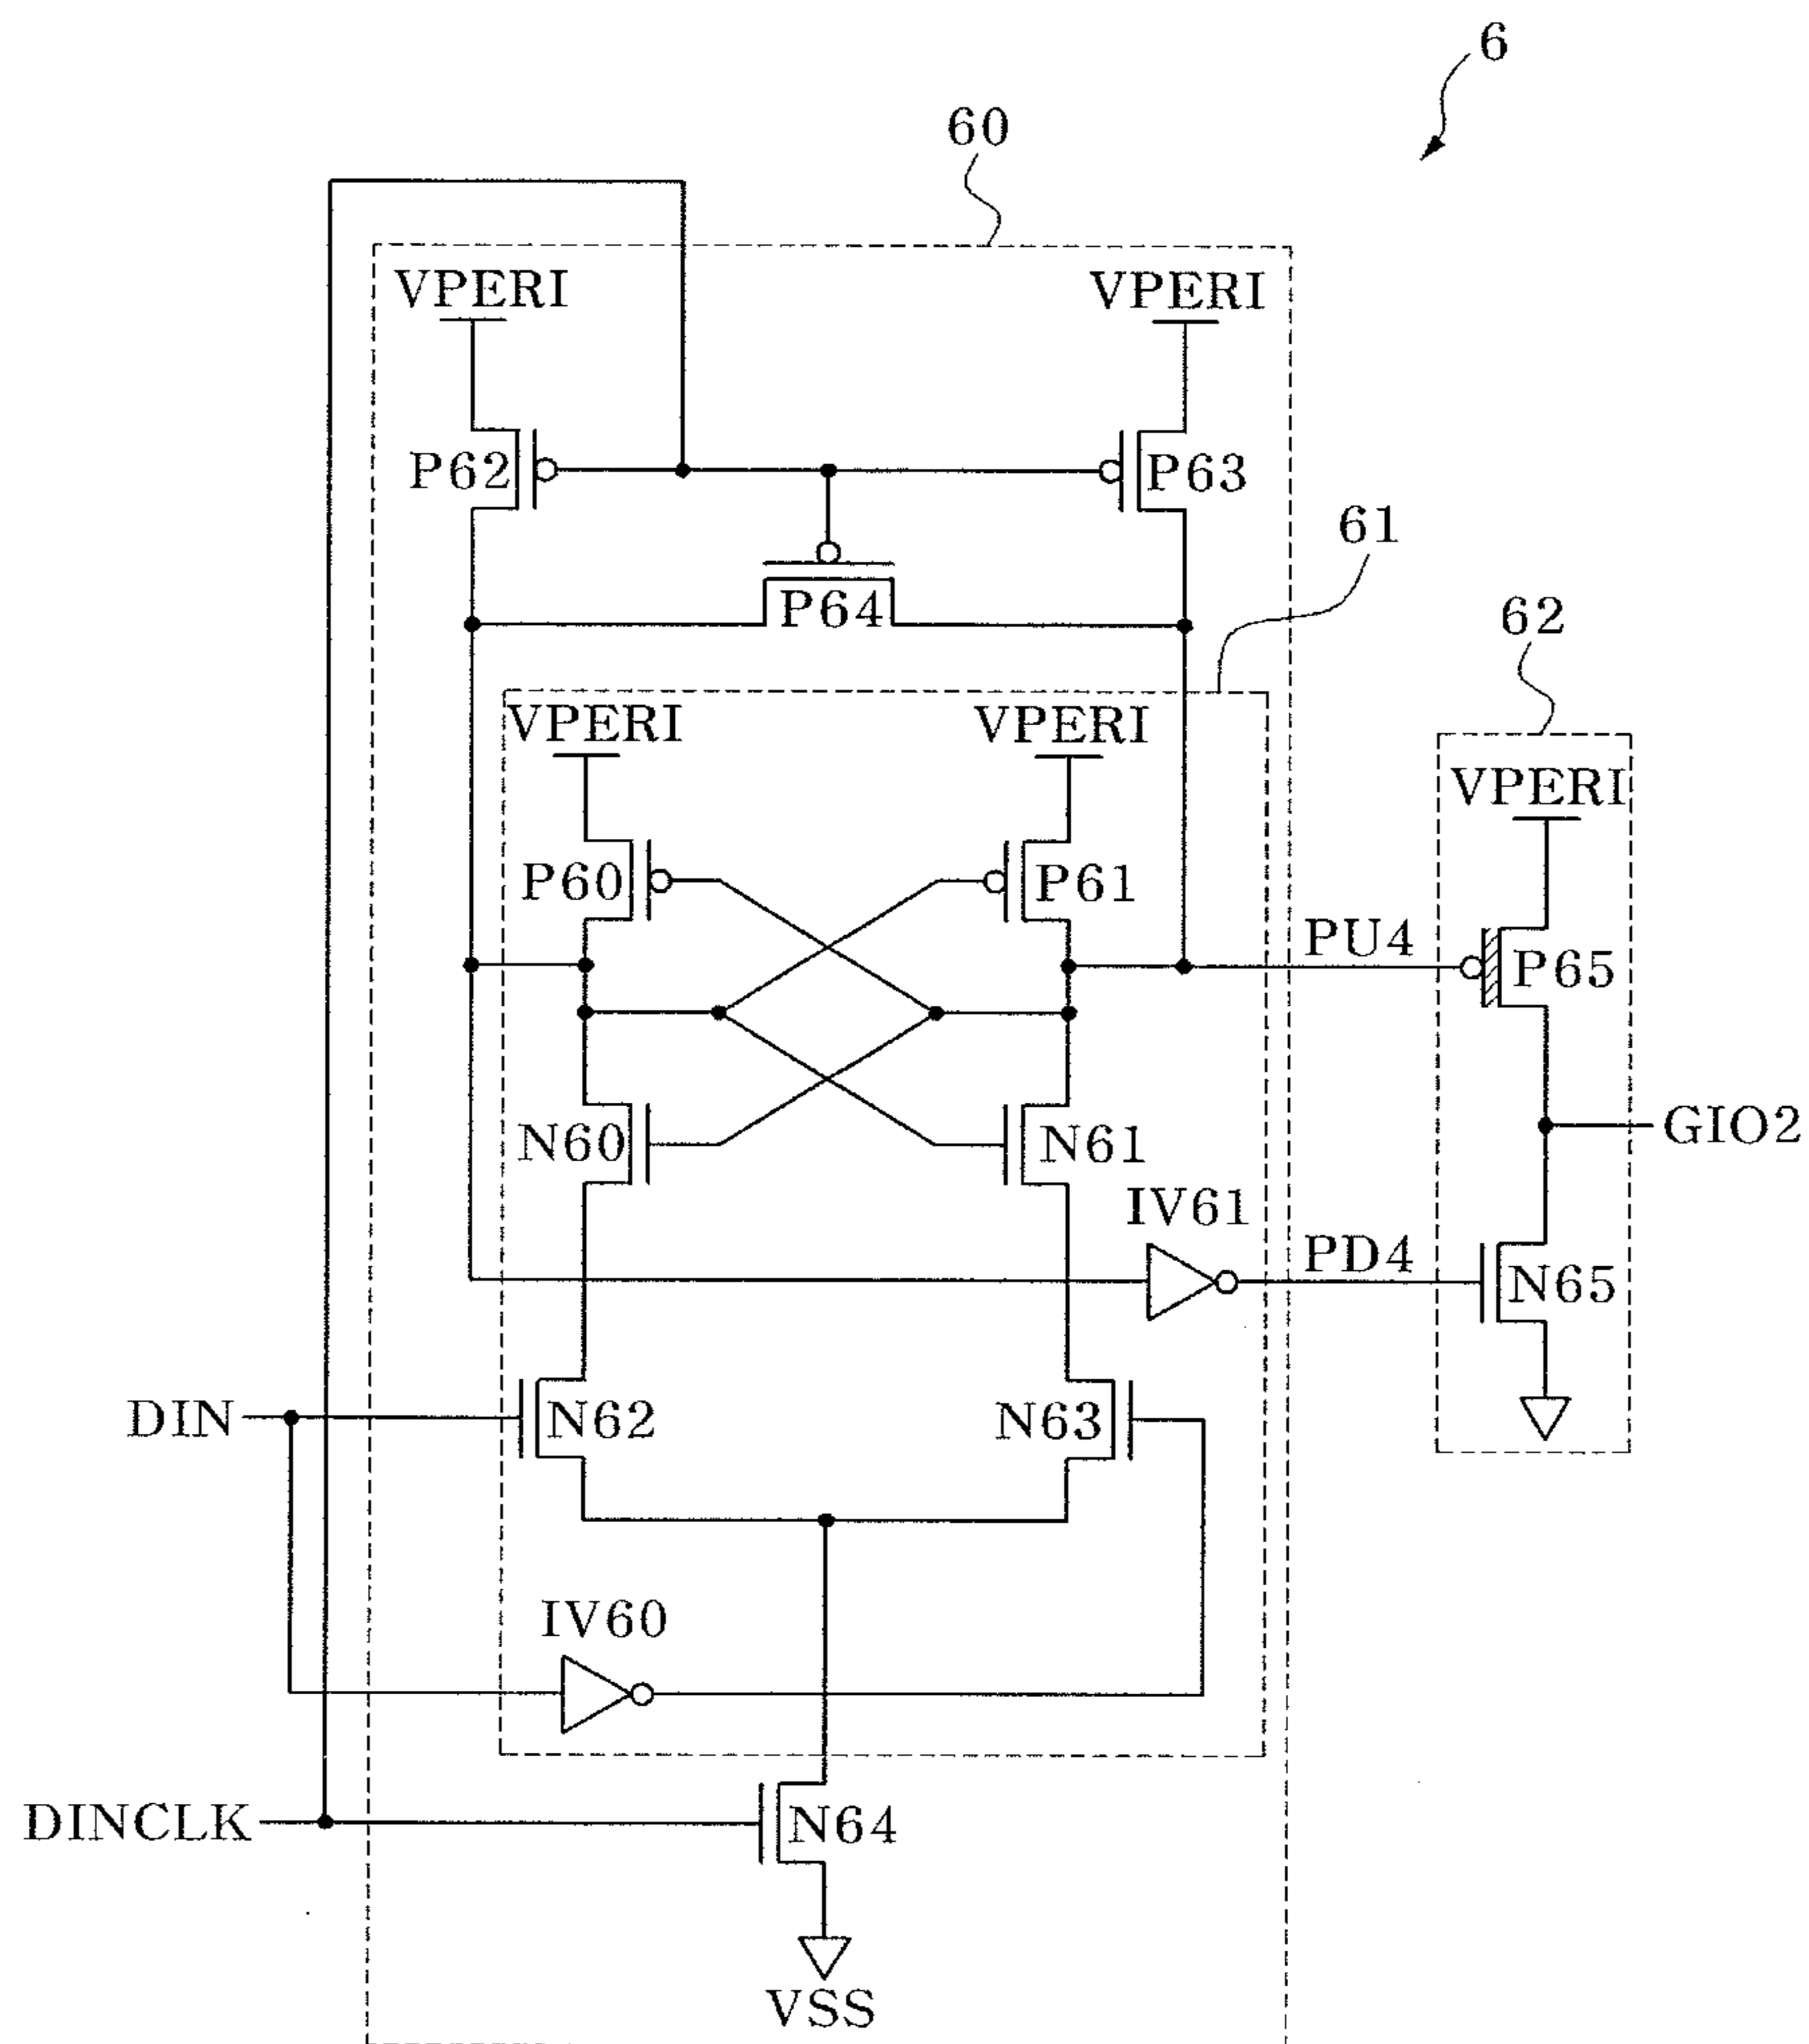 6
60
VPERI
VPERI
P62
P63
61
P64
62
VPERI
VPERI
VPERI
P60
P61
PU4
P65
GIO2
N60
N61
IV61
PD4
N65
DIN
N62
N63
IV60
DINCLK
N64
VSS